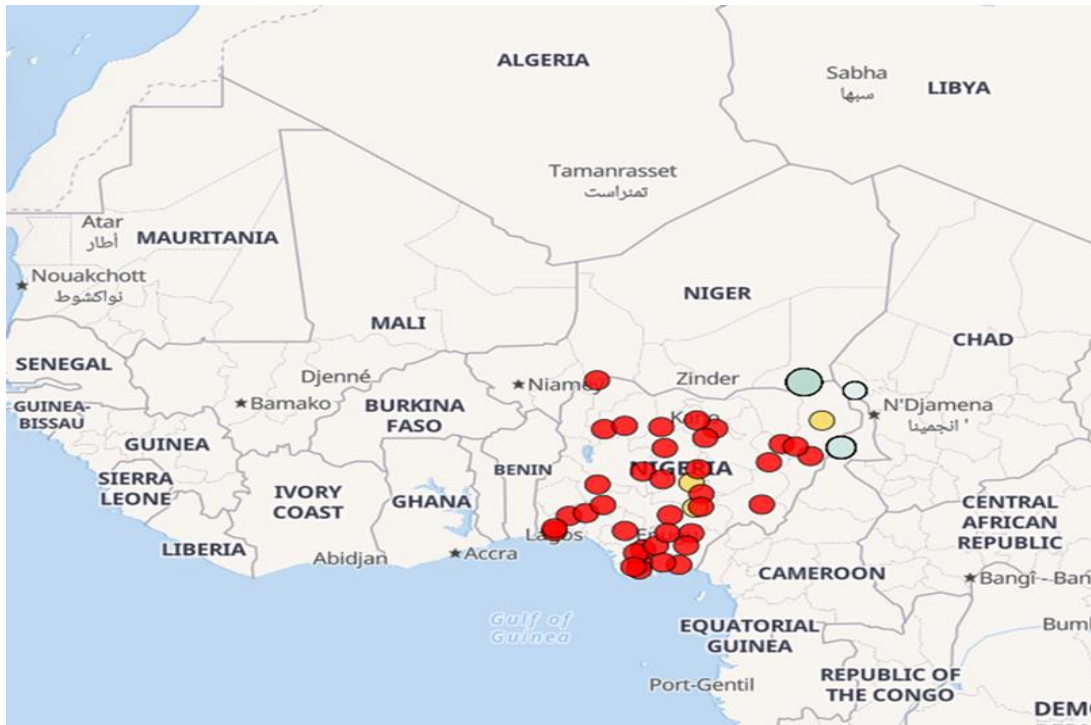 ALGERIA
Sabha
سبها
LIBYA
Tamanrasset
تمنراست
Atar
أطار
MAURITANIA
Nouakchott
نواكشوط
NIGER
MALI
CHAD
SENEGAL
Djenné
Niamey
Zinder
Bamako
N'Djamena
انجمينا '
GUINEA-
BISSAU
BURKINA
FASO
Kano
GUINEA
NIGERIA
BENIN
SIERRA
LEONE
IVORY
COAST
GHANA
CENTRAL
AFRICAN
REPUBLIC
Lagos
LIBERIA
Abidjan
Accra
CAMEROON
Bangî - Ban
Gulf of
Guinea
EQUATORIAL
GUINEA
Port-Gentil
REPUBLIC OF
THE CONGO